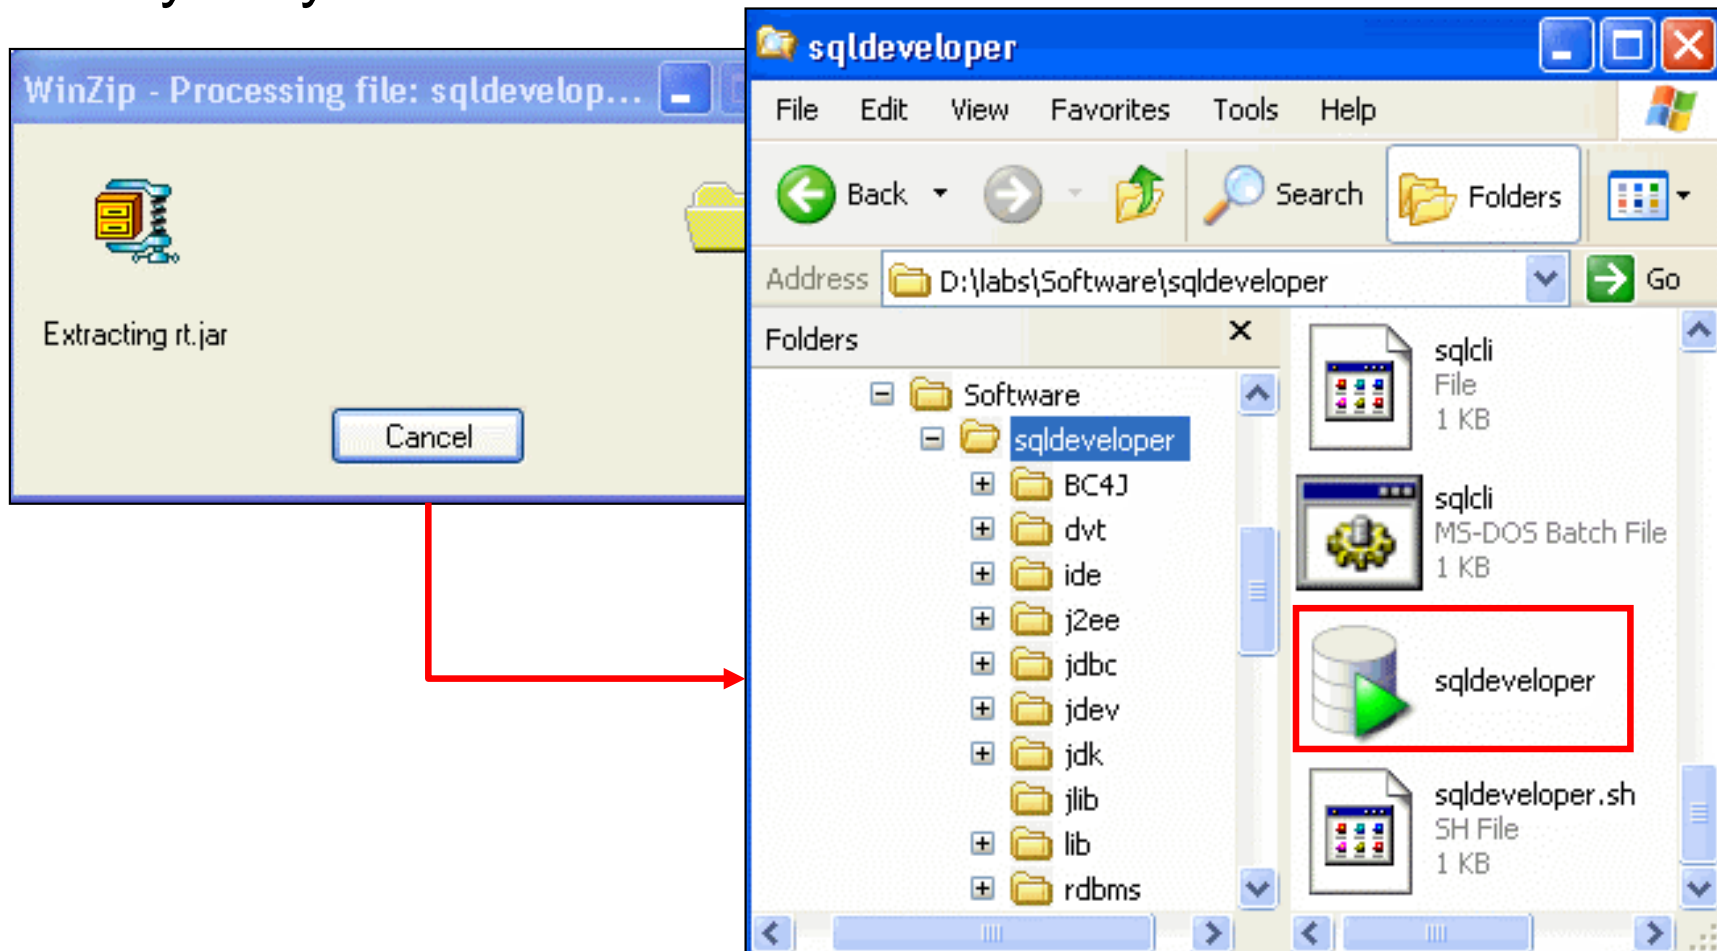 WinZip - Processing file: sqldevelop...
Extracting rt.jar
Cancel
sqldeveloper
File Edit View Favorites Tools Help
Back Search Folders
Address D:\labs\Software\sqldeveloper Go
Folders
Software
sqldeveloper
BC4J
dvt
ide
j2ee
jdbc
jdev
jdk
jlib
lib
rdbms
sqlcli
File
1 KB
sqlcli
MS-DOS Batch File
1 KB
sqldeveloper
sqldeveloper.sh
SH File
1 KB